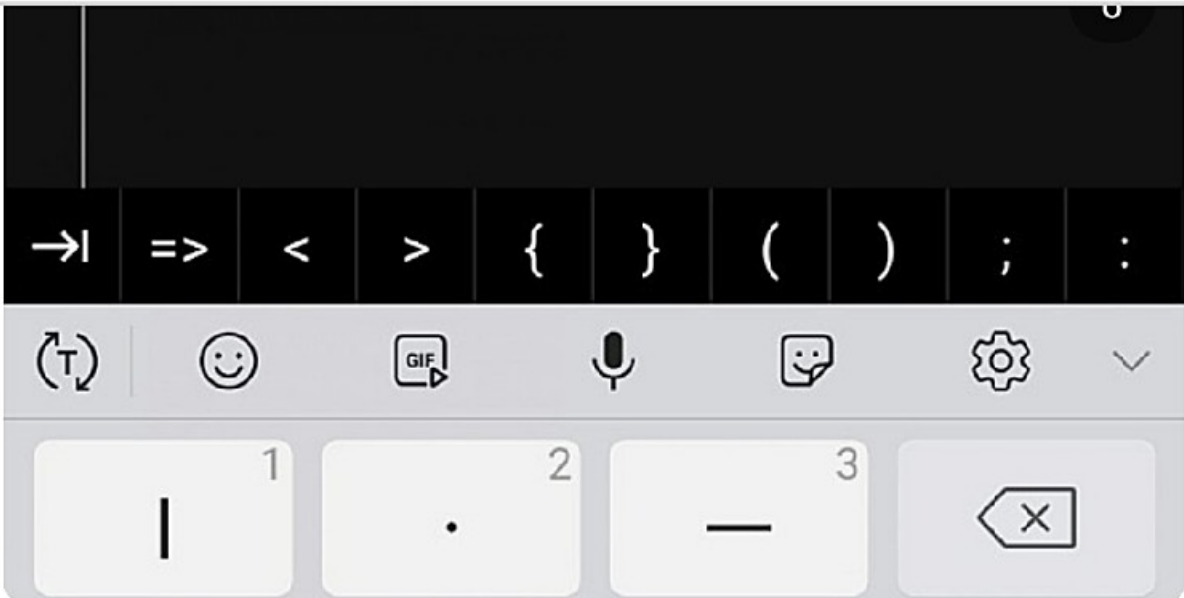 => < > { } ( ) ; :
T GIF
1 2 3
ㅣ · ㅡ